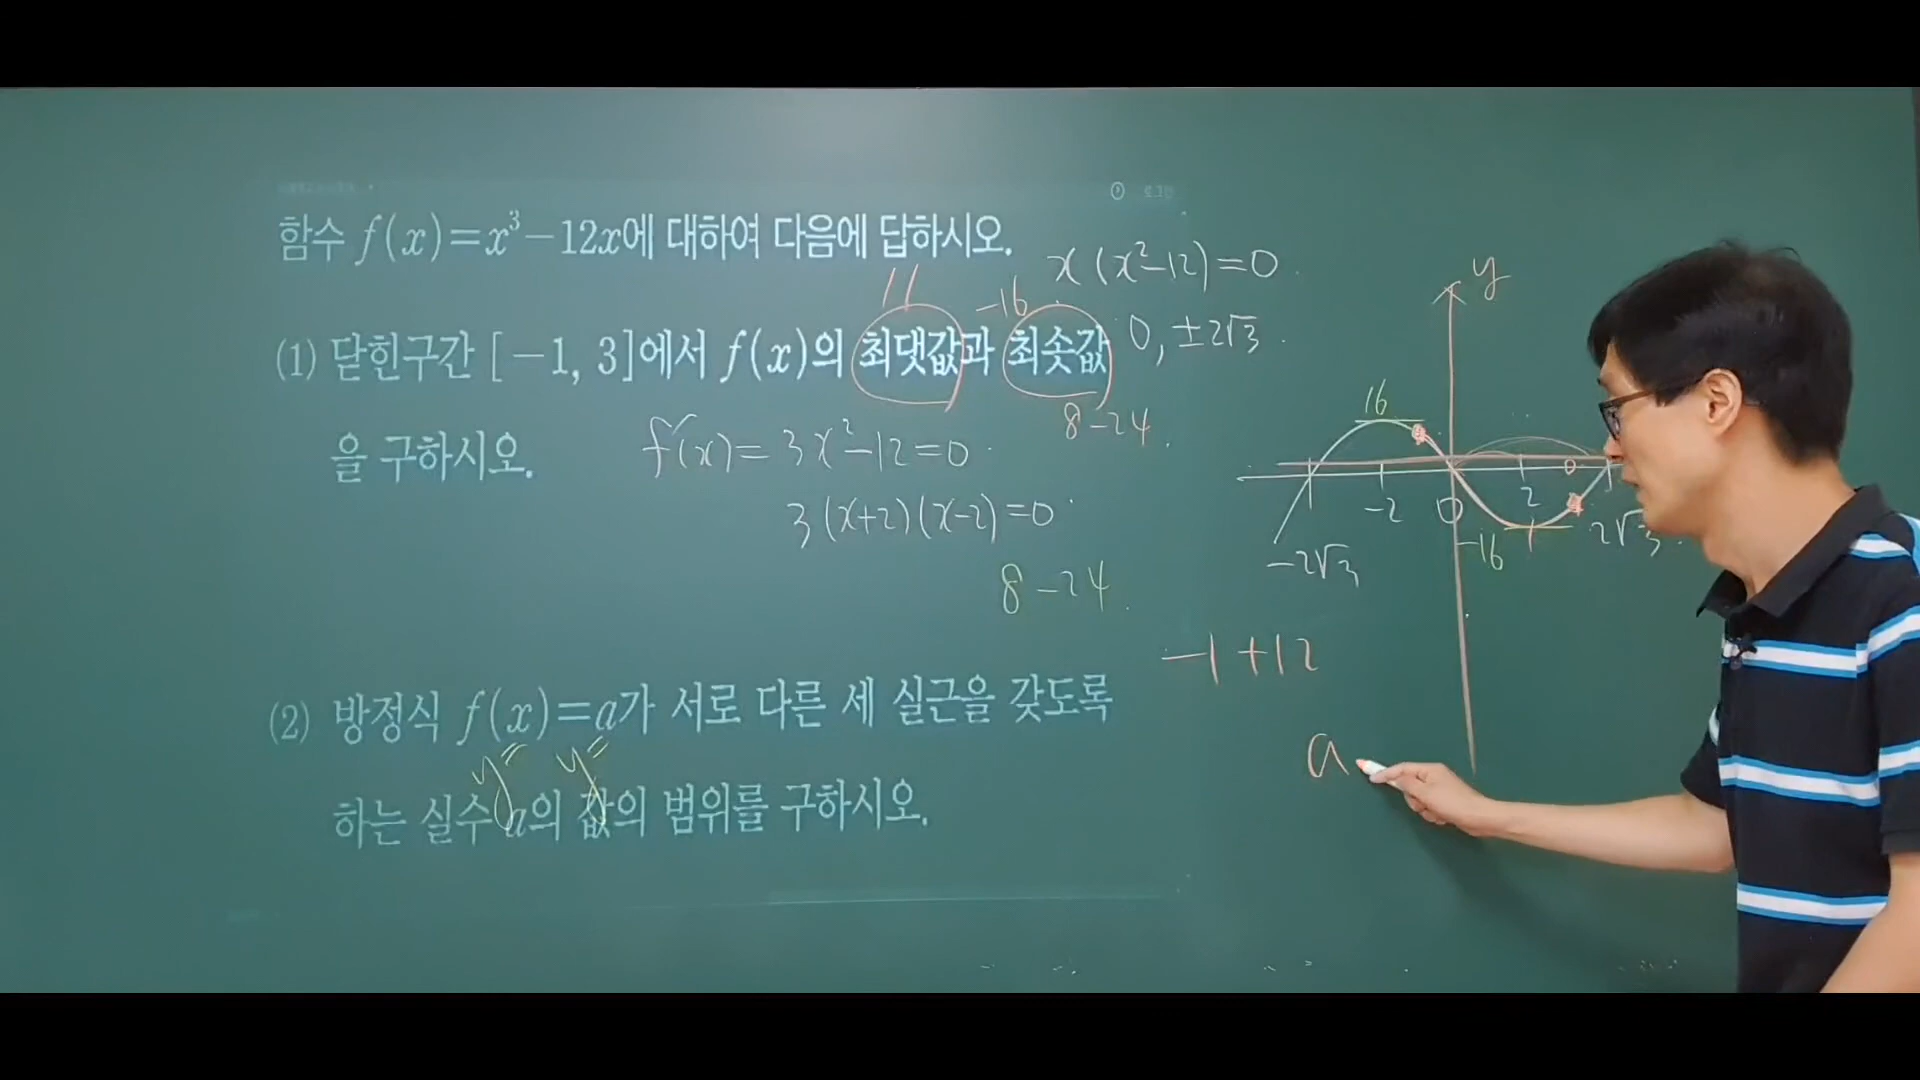 함수 f(x)=x³-12x에 대하여 다음에 답하시오.
x(x²-12)=0
11
-16
(1) 닫힌구간 [-1, 3]에서 f(x)의 최댓값과 최솟값
0, ±2√3
을 구하시오.
f'(x)=3x²-12=0
8-24
3(x+2)(x-2)=0
8-24
-1+12
(2) 방정식 f(x)=a가 서로 다른 세 실근을 갖도록
y= y=
하는 실수 a의 값의 범위를 구하시오.
a
y
16
-2 0 2
-16
-2√3 2√3